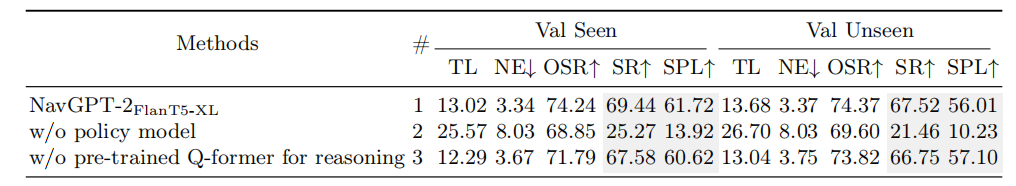 Methods # Val Seen Val Unseen
TL NE↓ OSR↑ SR↑ SPL↑ TL NE↓ OSR↑ SR↑ SPL↑
NavGPT-2FlanT5-XL 1 13.02 3.34 74.24 69.44 61.72 13.68 3.37 74.37 67.52 56.01
w/o policy model 2 25.57 8.03 68.85 25.27 13.92 26.70 8.03 69.60 21.46 10.23
w/o pre-trained Q-former for reasoning 3 12.29 3.67 71.79 67.58 60.62 13.04 3.75 73.82 66.75 57.10